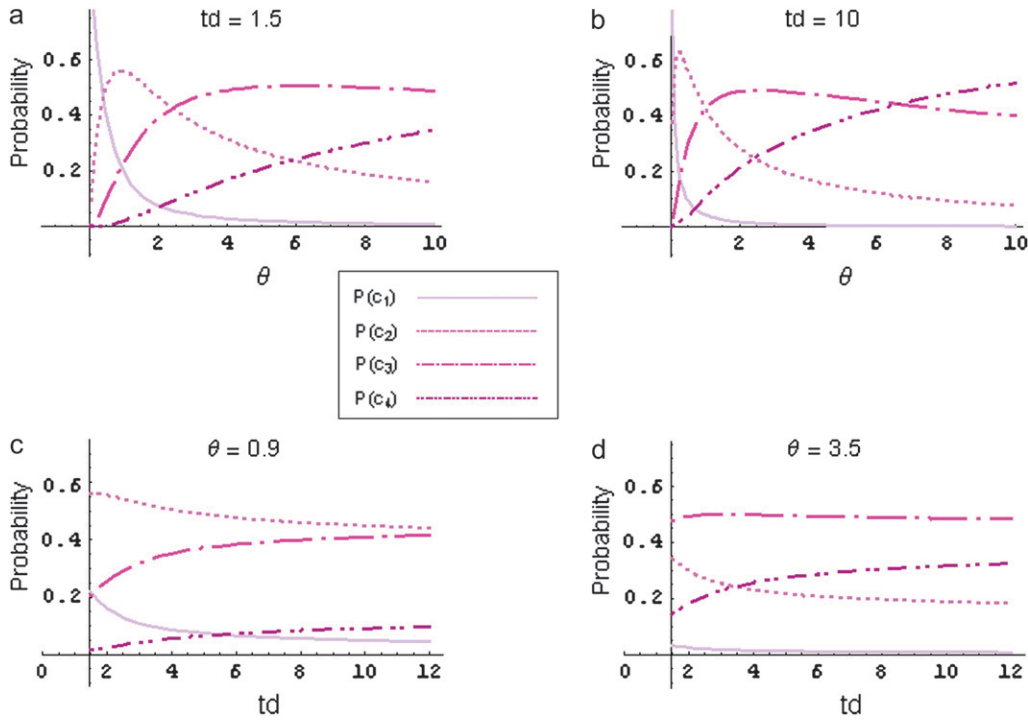 a
td = 1.5
Probability
0.6
0.4
0.2
2 4 6 8 10
θ
b
td = 10
Probability
0.6
0.4
0.2
2 4 6 8 10
θ
P(c1)
P(c2)
P(c3)
P(c4)
c
θ = 0.9
Probability
0.6
0.4
0.2
0 2 4 6 8 10 12
td
d
θ = 3.5
Probability
0.6
0.4
0.2
0 2 4 6 8 10 12
td